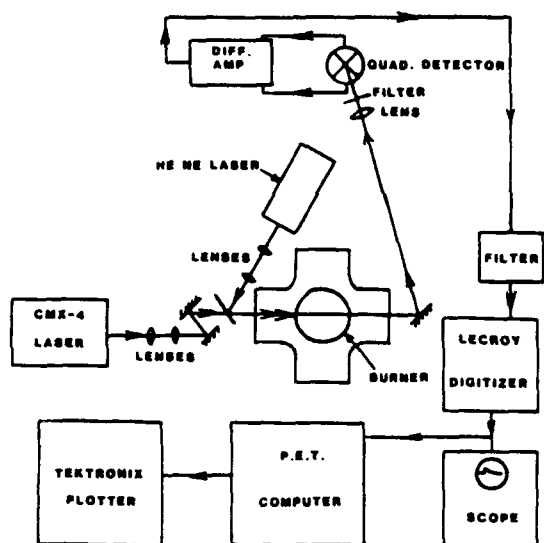 DIFF.
AMP
QUAD. DETECTOR
FILTER
LENS
HE NE LASER
LENSES
FILTER
CMX-4
LASER
LENSES
BURNER
LECROY
DIGITIZER
TEKTRONIX
PLOTTER
P.E.T.
COMPUTER
SCOPE